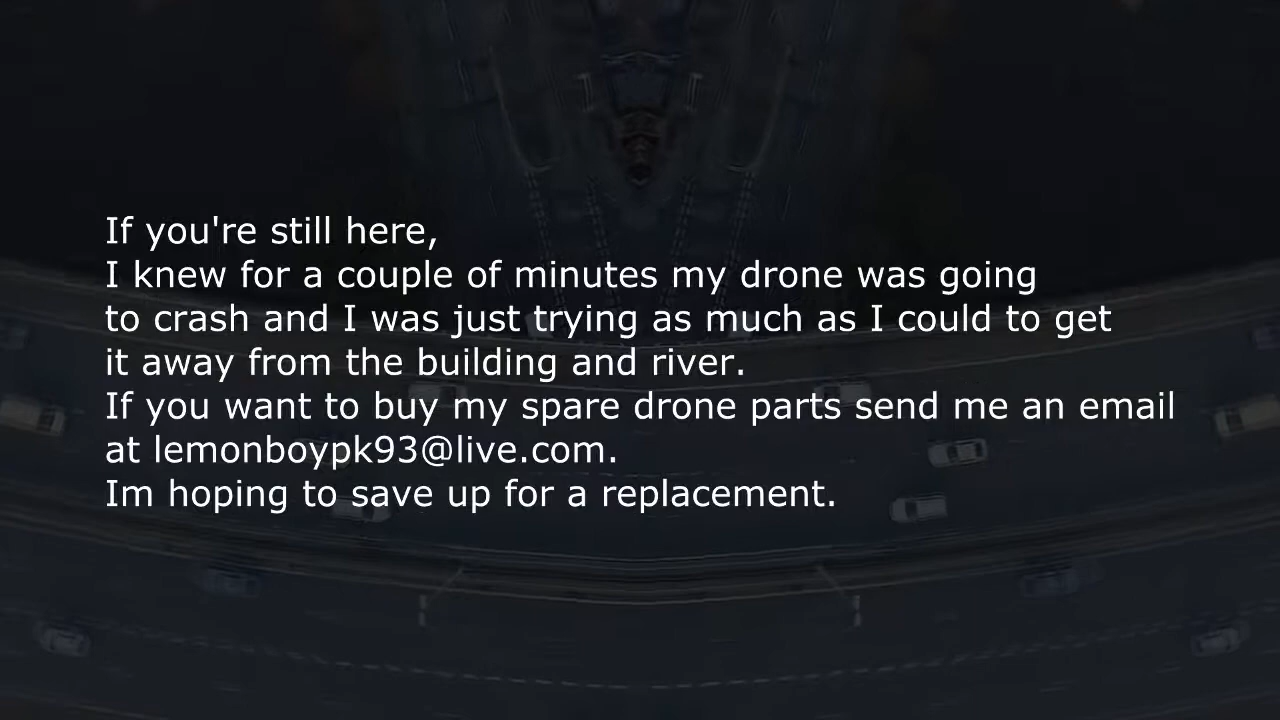 If you're still here,
I knew for a couple of minutes my drone was going
to crash and I was just trying as much as I could to get
it away from the building and river.
If you want to buy my spare drone parts send me an email
at lemonboypk93@live.com.
Im hoping to save up for a replacement.